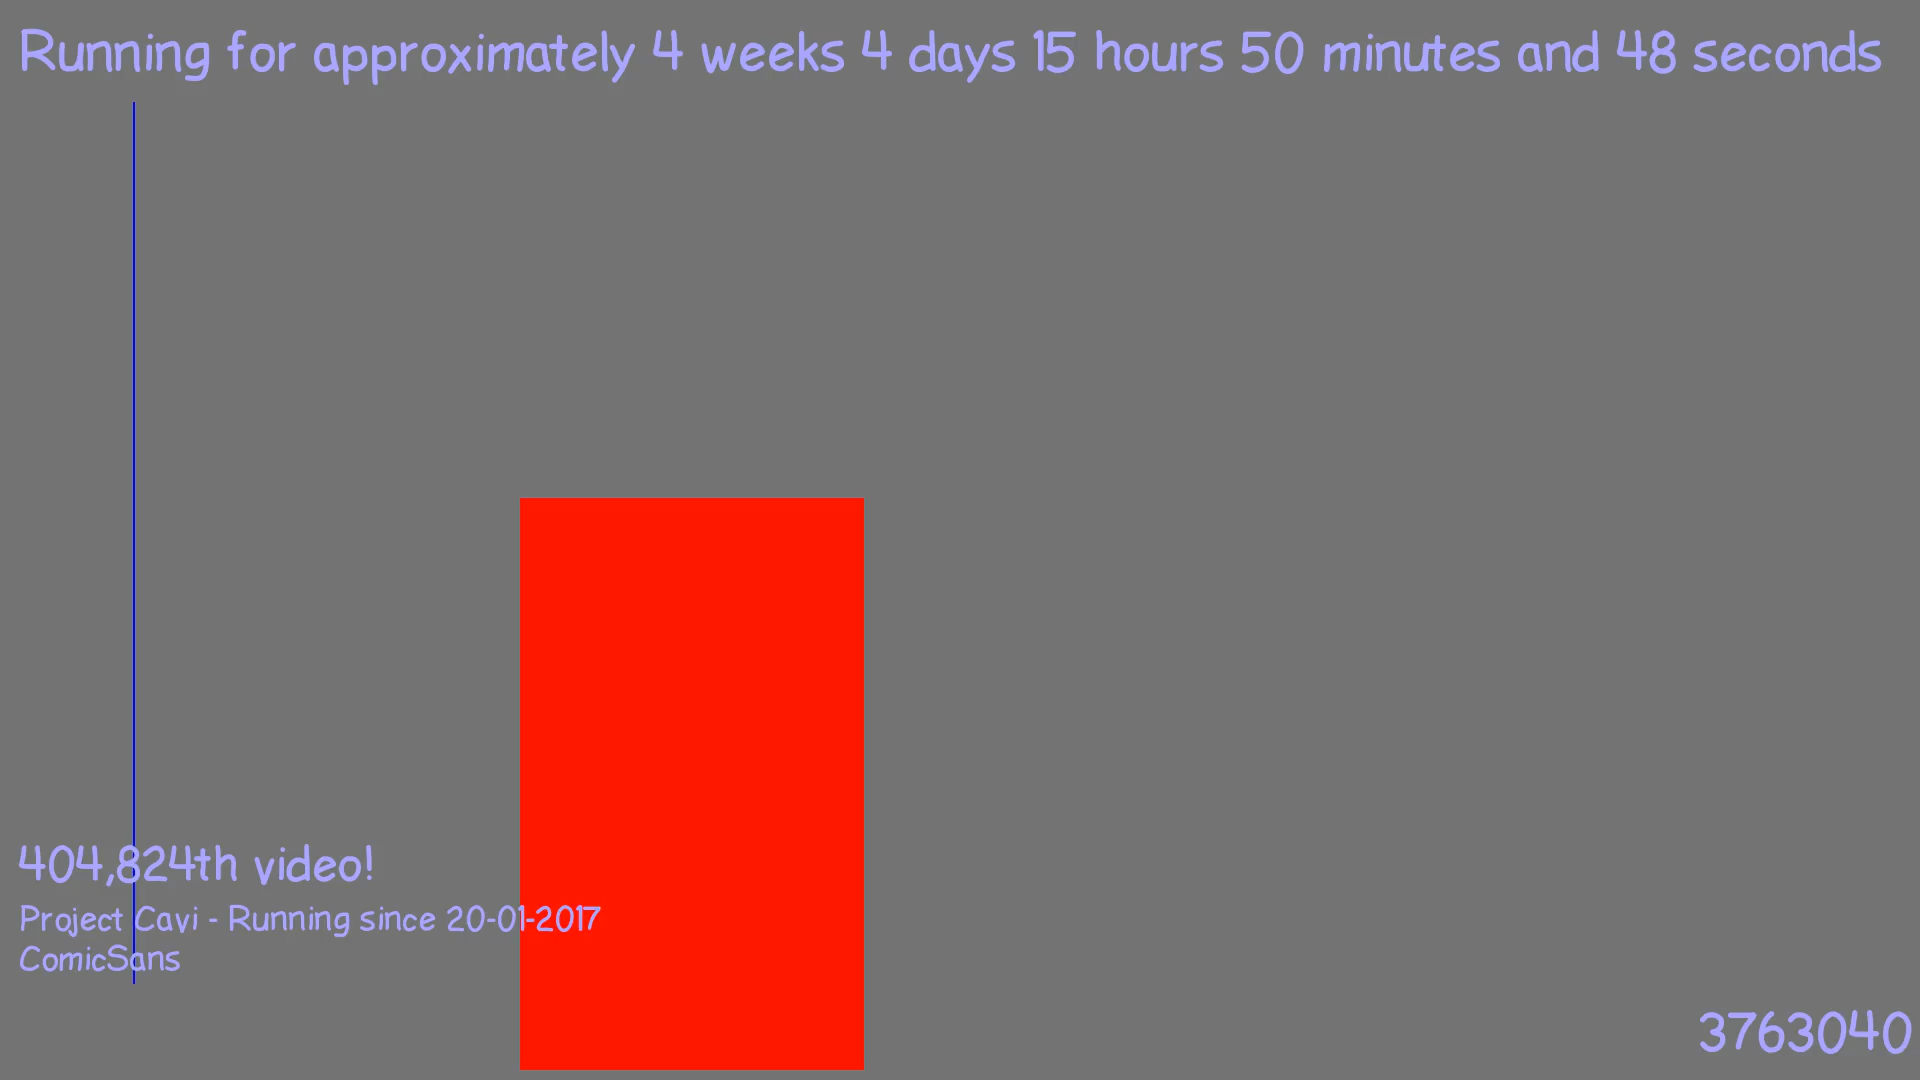 Running for approximately 4 weeks 4 days 15 hours 50 minutes and 48 seconds
404,824th video!
Project Cavi - Running since 20-01-2017
ComicSans
3763040